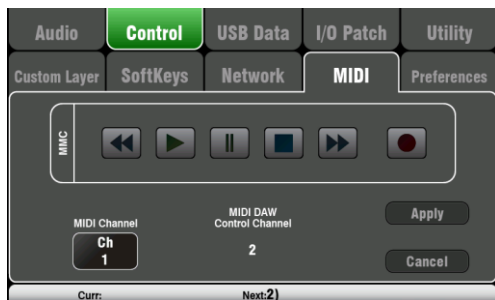 Audio Control USB Data I/O Patch Utility
Custom Layer SoftKeys Network MIDI Preferences
MMC
MIDI Channel
Ch
1
MIDI DAW
Control Channel
2
Apply
Cancel
Curr: Next:2)